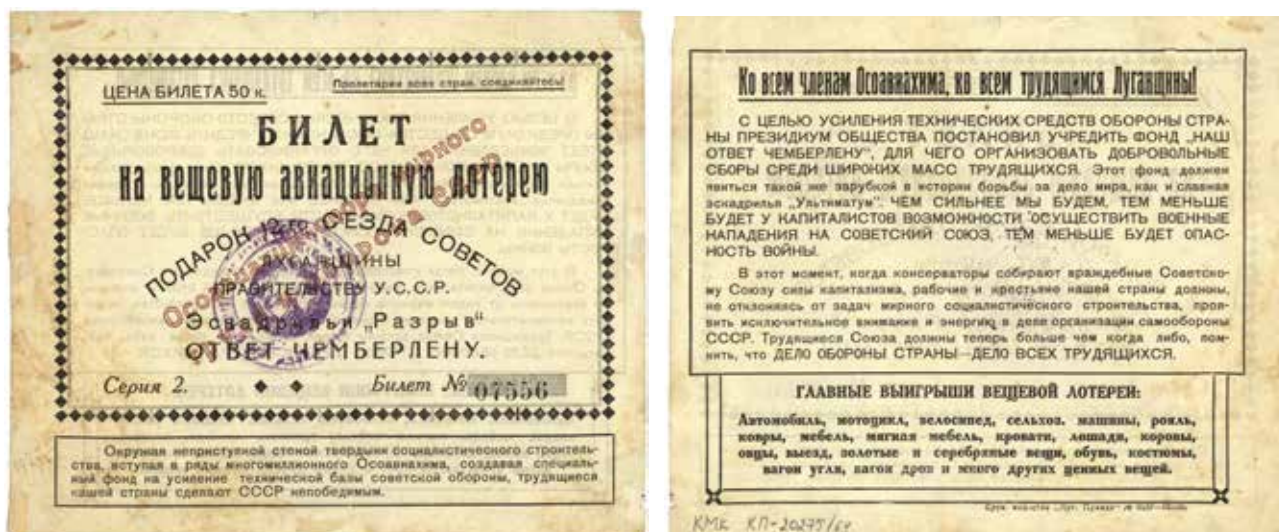 ЦЕНА БИЛЕТА 50 к.
Пролетарии всех стран, соединяйтесь!
БИЛЕТ
на вещевую авиационную лотерею
ПОДАРОК 12-го С'ЕЗДА СОВЕТОВ
ЛУГАНЩИНЫ
ПРАВИТЕЛЬСТВУ У.С.С.Р.
Эскадрильи „Разрыв"
ОТВЕТ ЧЕМБЕРЛЕНУ.
Серия 2. Билет № 07556
Окружая неприступной стеной твердыни социалистического строитель-
ства, вступая в ряды многомиллионного Осоавиахима, создавая специаль-
ный фонд на усиление технической базы советской обороны, трудящиеся
нашей страны сделают СССР непобедимым.
Ко всем членам Осоавиахима, ко всем трудящимся Луганщины!
С ЦЕЛЬЮ УСИЛЕНИЯ ТЕХНИЧЕСКИХ СРЕДСТВ ОБОРОНЫ СТРА-
НЫ ПРЕЗИДИУМ ОБЩЕСТВА ПОСТАНОВИЛ УЧРЕДИТЬ ФОНД „НАШ
ОТВЕТ ЧЕМБЕРЛЕНУ", ДЛЯ ЧЕГО ОРГАНИЗОВАТЬ ДОБРОВОЛЬНЫЕ
СБОРЫ СРЕДИ ШИРОКИХ МАСС ТРУДЯЩИХСЯ. Этот фонд должен
явиться такой же зарубкой в истории борьбы за дело мира, как и славная
эскадрилья „Ультиматум". ЧЕМ СИЛЬНЕЕ МЫ БУДЕМ, ТЕМ МЕНЬШЕ
БУДЕТ У КАПИТАЛИСТОВ ВОЗМОЖНОСТИ ОСУЩЕСТВИТЬ ВОЕННЫЕ
НАПАДЕНИЯ НА СОВЕТСКИЙ СОЮЗ, ТЕМ МЕНЬШЕ БУДЕТ ОПАС-
НОСТЬ ВОЙНЫ.
В этот момент, когда консерваторы собирают враждебные Советско-
му Союзу силы капитализма, рабочие и крестьяне нашей страны должны,
не отклоняясь от задач мирного социалистического строительства, проя-
вить исключительное внимание и энергию в деле организации самообороны
СССР. Трудящиеся Союза должны теперь больше чем когда либо, пом-
нить, что ДЕЛО ОБОРОНЫ СТРАНЫ—ДЕЛО ВСЕХ ТРУДЯЩИХСЯ.
ГЛАВНЫЕ ВЫИГРЫШИ ВЕЩЕВОЙ ЛОТЕРЕИ:
Автомобиль, мотоцикл, велосипед, сельхоз. машины, рояль,
ковры, мебель, мягкая мебель, кровати, лошади, коровы,
овцы, выезд, золотые и серебряные вещи, обувь, костюмы,
вагон угля, вагон дров и много других ценных вещей.
КМК КП-20275/64